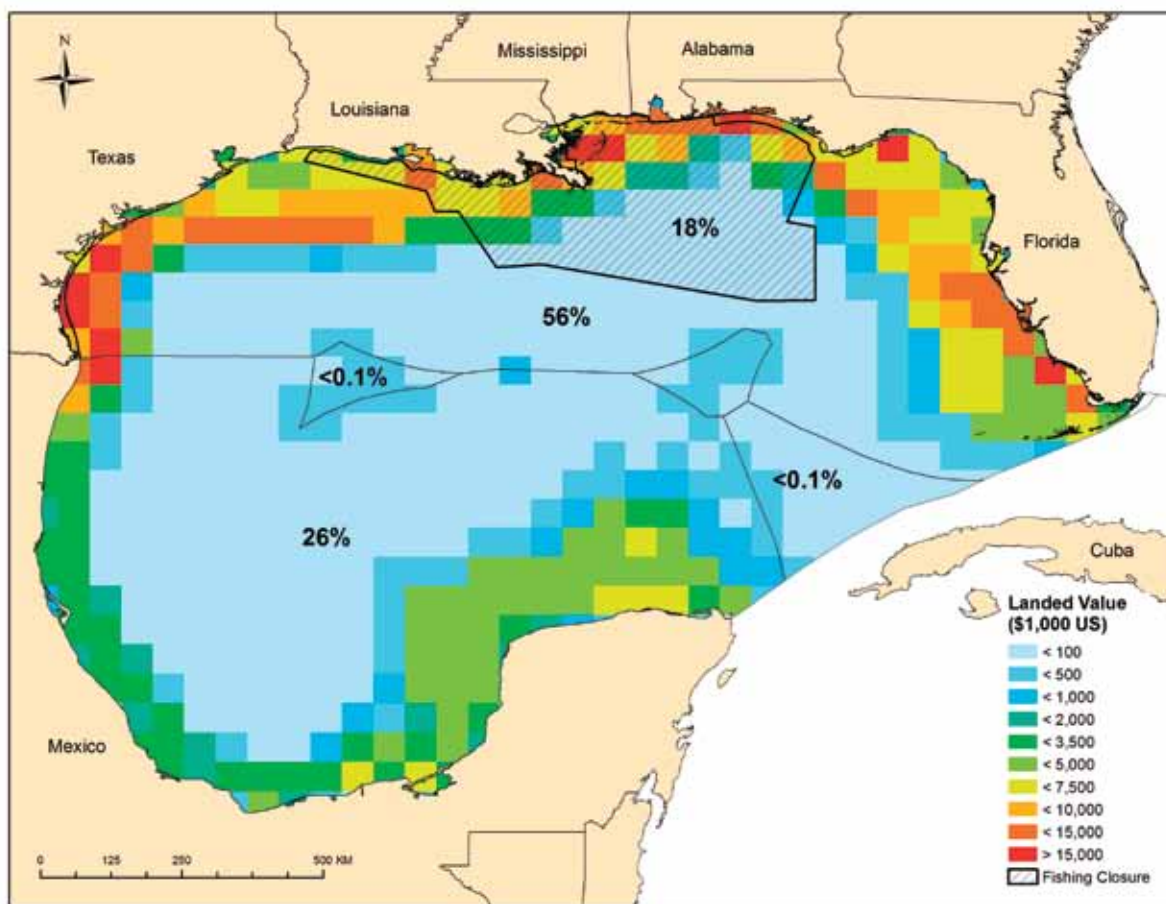 N
Mississippi
Alabama
Louisiana
Texas
18%
Florida
56%
<0.1%
<0.1%
26%
Cuba
Mexico
Landed Value
($1,000 US)
< 100
< 500
< 1,000
< 2,000
< 3,500
< 5,000
< 7,500
< 10,000
< 15,000
> 15,000
Fishing Closure
0 125 250 500 KM